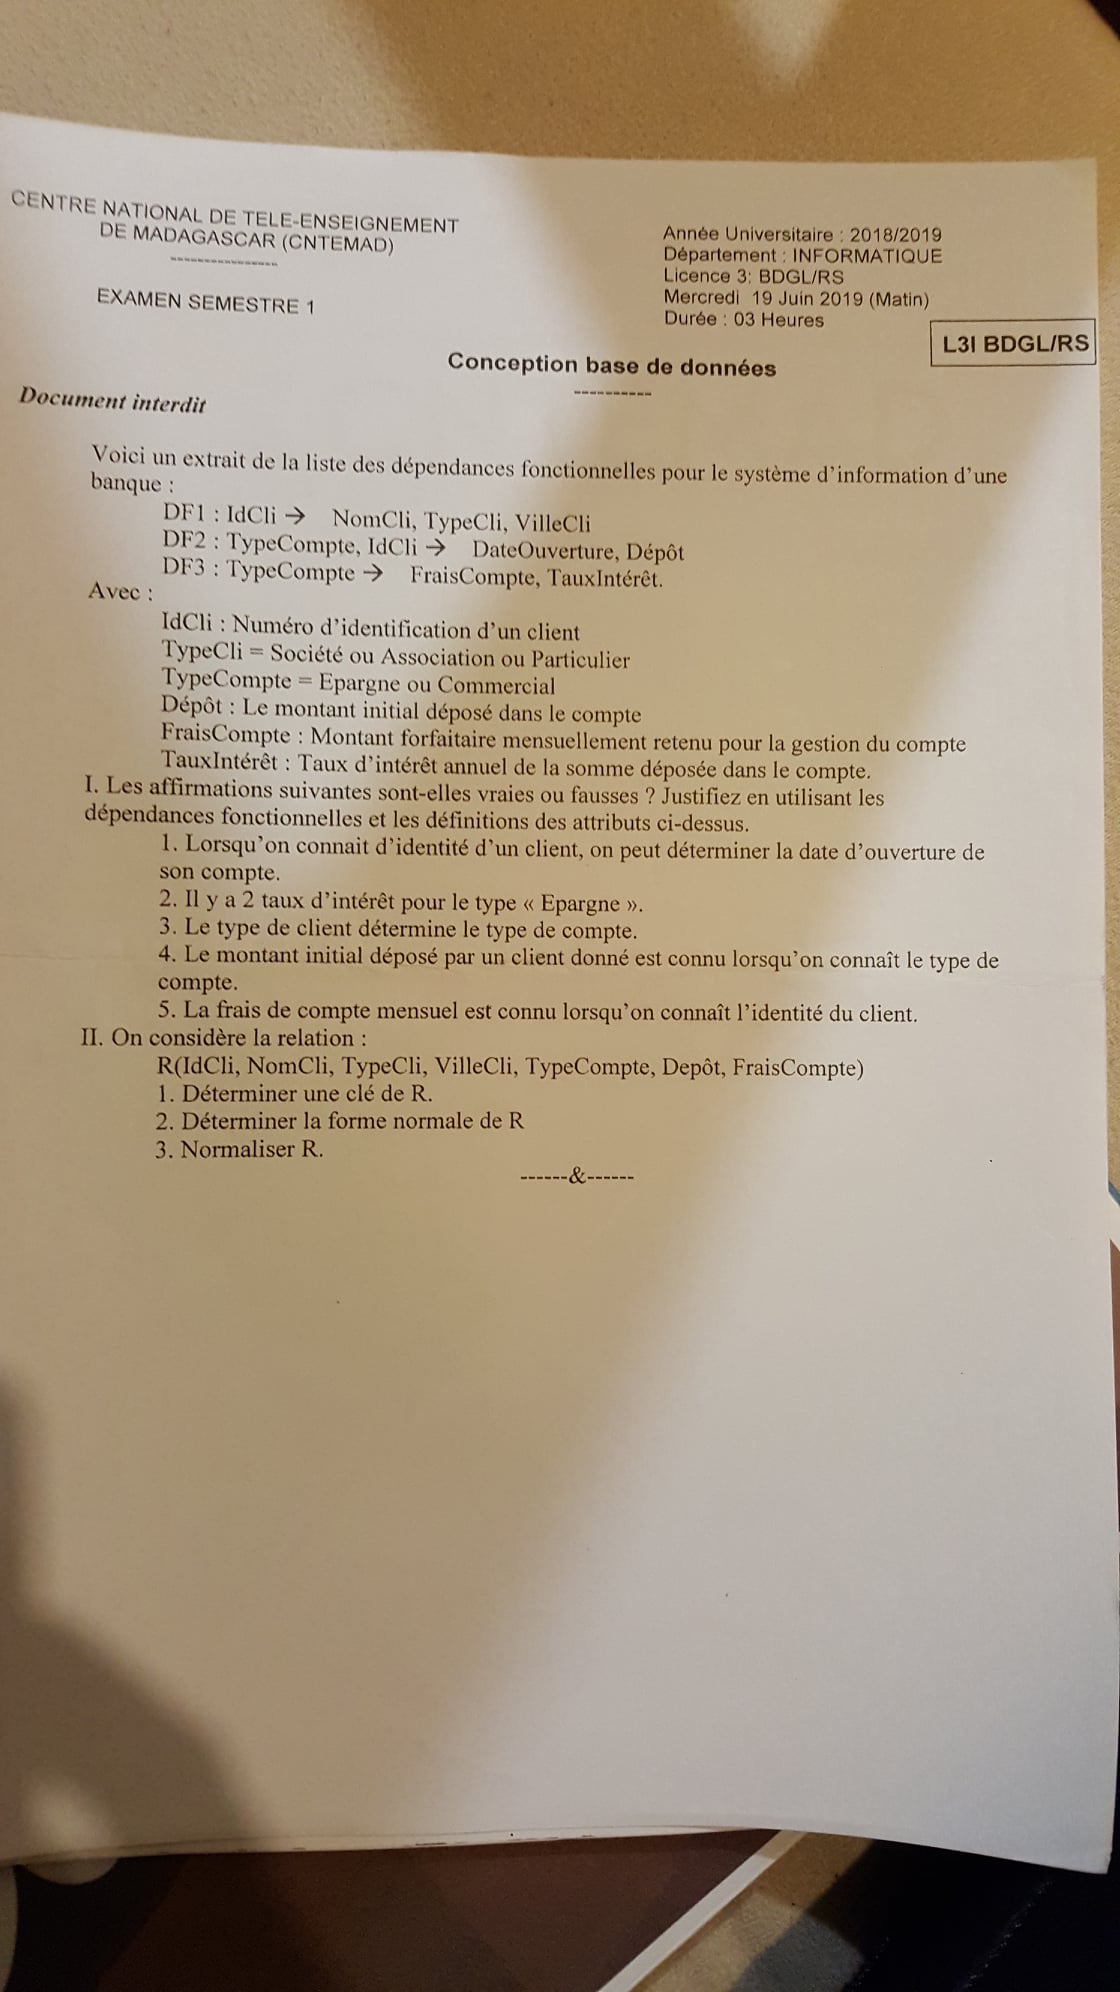 CENTRE NATIONAL DE TELE-ENSEIGNEMENT
DE MADAGASCAR (CNTEMAD)
----------------
EXAMEN SEMESTRE 1
Année Universitaire : 2018/2019
Département : INFORMATIQUE
Licence 3: BDGL/RS
Mercredi 19 Juin 2019 (Matin)
Durée : 03 Heures
L3I BDGL/RS
Conception base de données
----------
Document interdit
Voici un extrait de la liste des dépendances fonctionnelles pour le système d'information d'une
banque :
DF1 : IdCli → NomCli, TypeCli, VilleCli
DF2 : TypeCompte, IdCli → DateOuverture, Dépôt
DF3 : TypeCompte → FraisCompte, TauxIntérêt.
Avec :
IdCli : Numéro d'identification d'un client
TypeCli = Société ou Association ou Particulier
TypeCompte = Epargne ou Commercial
Dépôt : Le montant initial déposé dans le compte
FraisCompte : Montant forfaitaire mensuellement retenu pour la gestion du compte
TauxIntérêt : Taux d'intérêt annuel de la somme déposée dans le compte.
I. Les affirmations suivantes sont-elles vraies ou fausses ? Justifiez en utilisant les
dépendances fonctionnelles et les définitions des attributs ci-dessus.
1. Lorsqu'on connait d'identité d'un client, on peut déterminer la date d'ouverture de
son compte.
2. Il y a 2 taux d'intérêt pour le type « Epargne ».
3. Le type de client détermine le type de compte.
4. Le montant initial déposé par un client donné est connu lorsqu'on connaît le type de
compte.
5. La frais de compte mensuel est connu lorsqu'on connaît l'identité du client.
II. On considère la relation :
R(IdCli, NomCli, TypeCli, VilleCli, TypeCompte, Depôt, FraisCompte)
1. Déterminer une clé de R.
2. Déterminer la forme normale de R
3. Normaliser R.
------&------